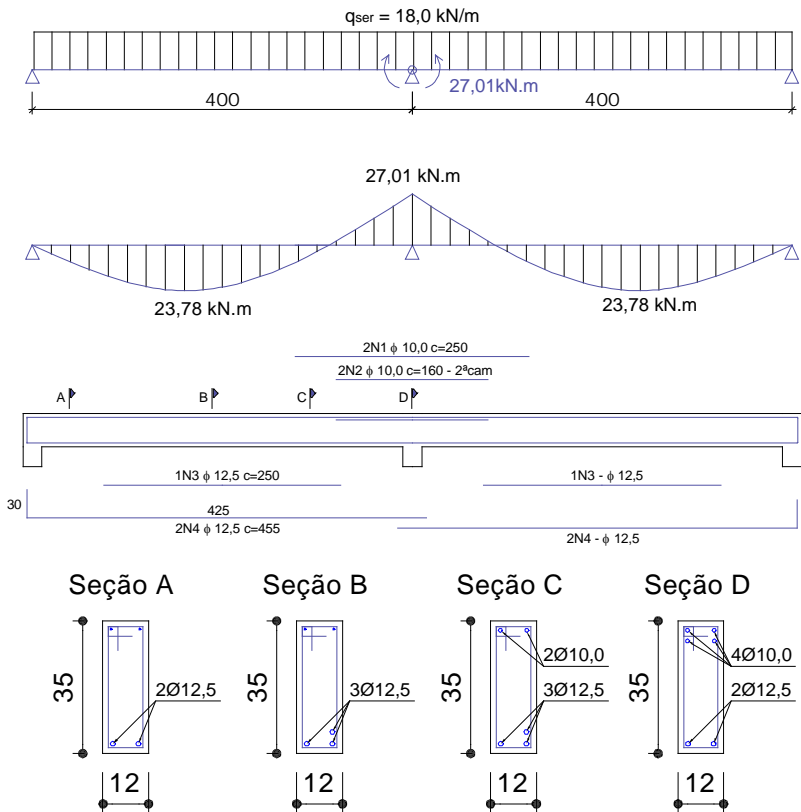 qser = 18,0 kN/m
27,01kN.m
400
400
27,01 kN.m
23,78 kN.m
23,78 kN.m
2N1 ϕ 10,0 c=250
2N2 ϕ 10,0 c=160 - 2ªcam
A
B
C
D
1N3 ϕ 12,5 c=250
1N3 - ϕ 12,5
30
425
2N4 ϕ 12,5 c=455
2N4 - ϕ 12,5
Seção A
Seção B
Seção C
Seção D
35
2Ø12,5
12
35
3Ø12,5
12
35
2Ø10,0
3Ø12,5
12
35
4Ø10,0
2Ø12,5
12